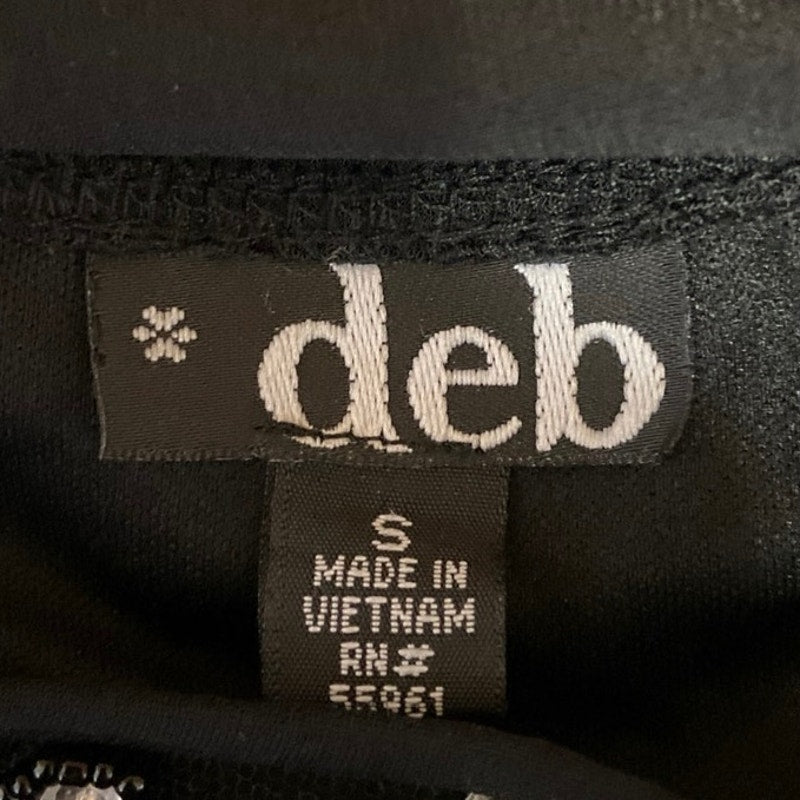 * deb
S
MADE IN
VIETNAM
RN#
55961